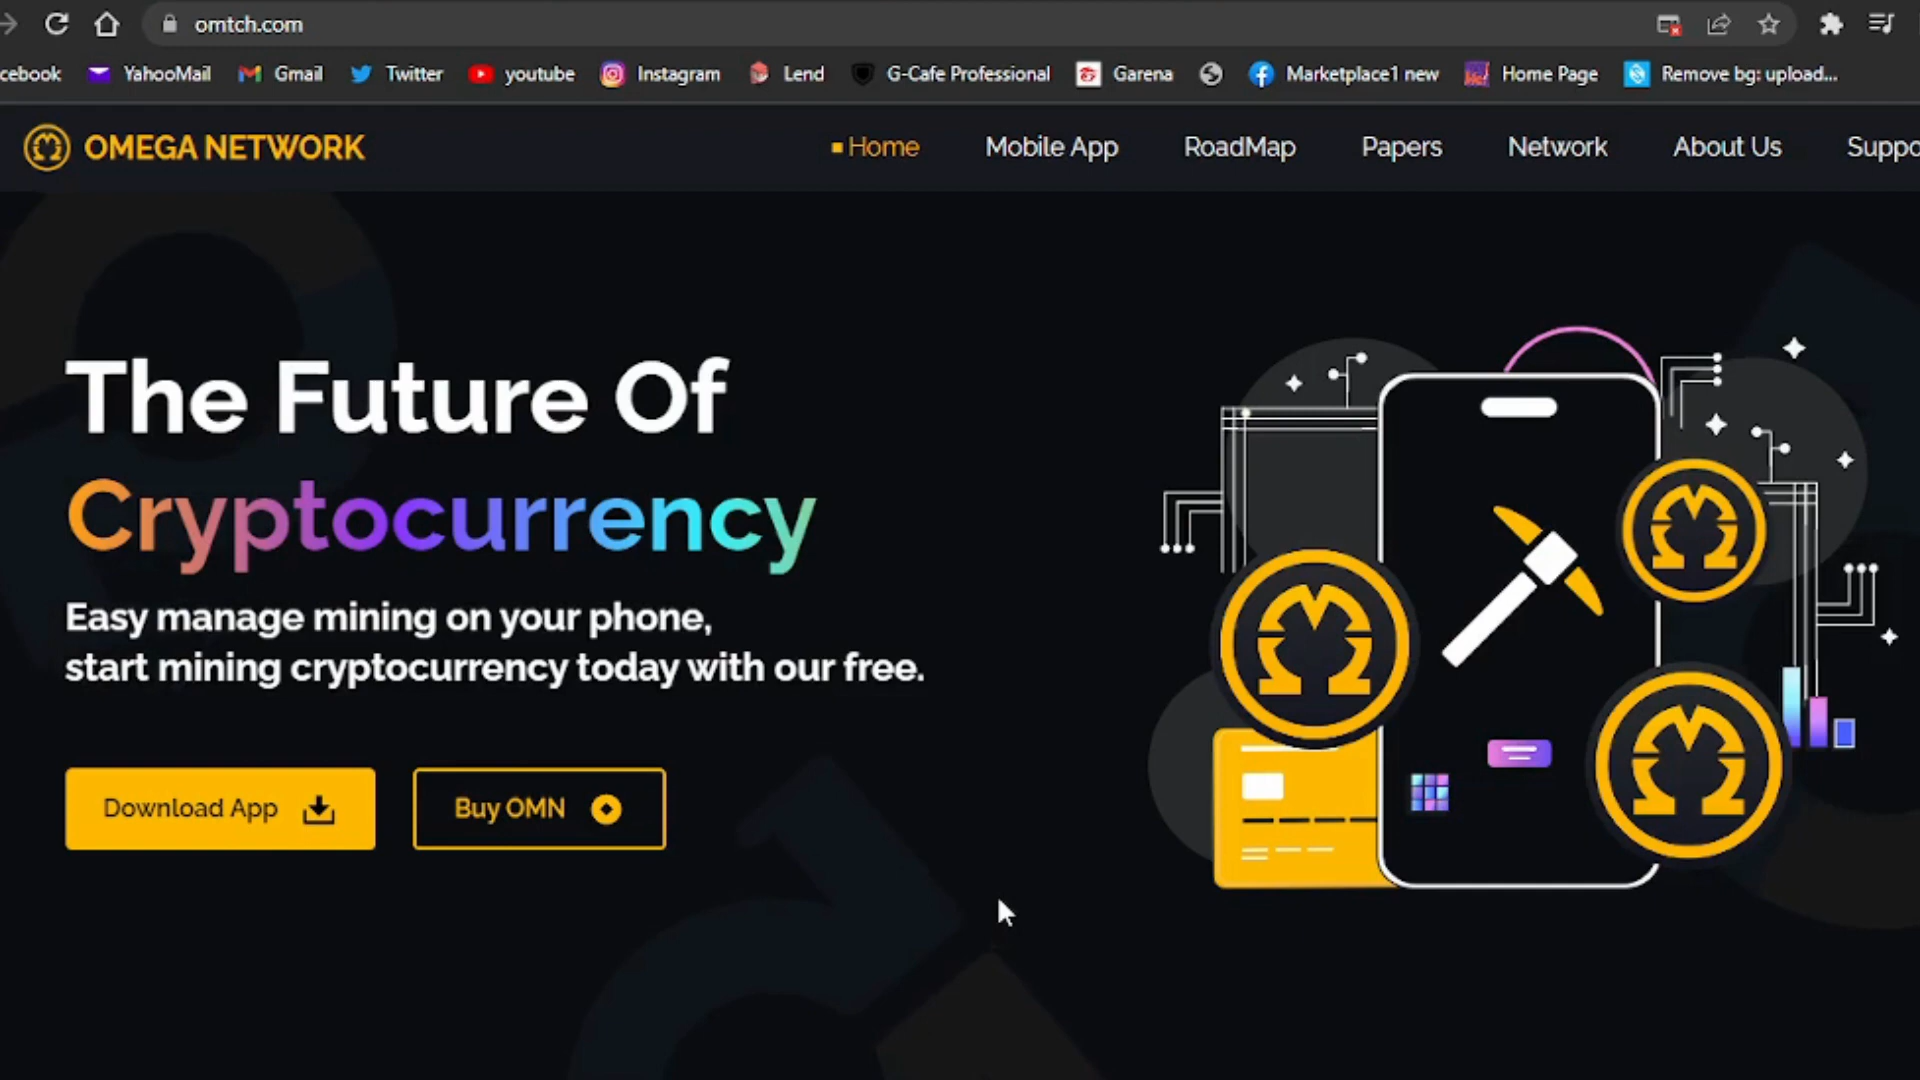 omtch.com
cebook YahooMail Gmail Twitter youtube Instagram Lend G-Cafe Professional Garena Marketplace1 new Home Page Remove bg: upload...
OMEGA NETWORK Home Mobile App RoadMap Papers Network About Us Suppo
The Future Of
Cryptocurrency
Easy manage mining on your phone,
start mining cryptocurrency today with our free.
Download App Buy OMN